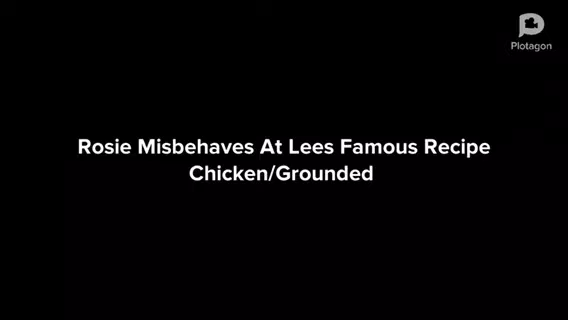 Plotagon
Rosie Misbehaves At Lees Famous Recipe
Chicken/Grounded